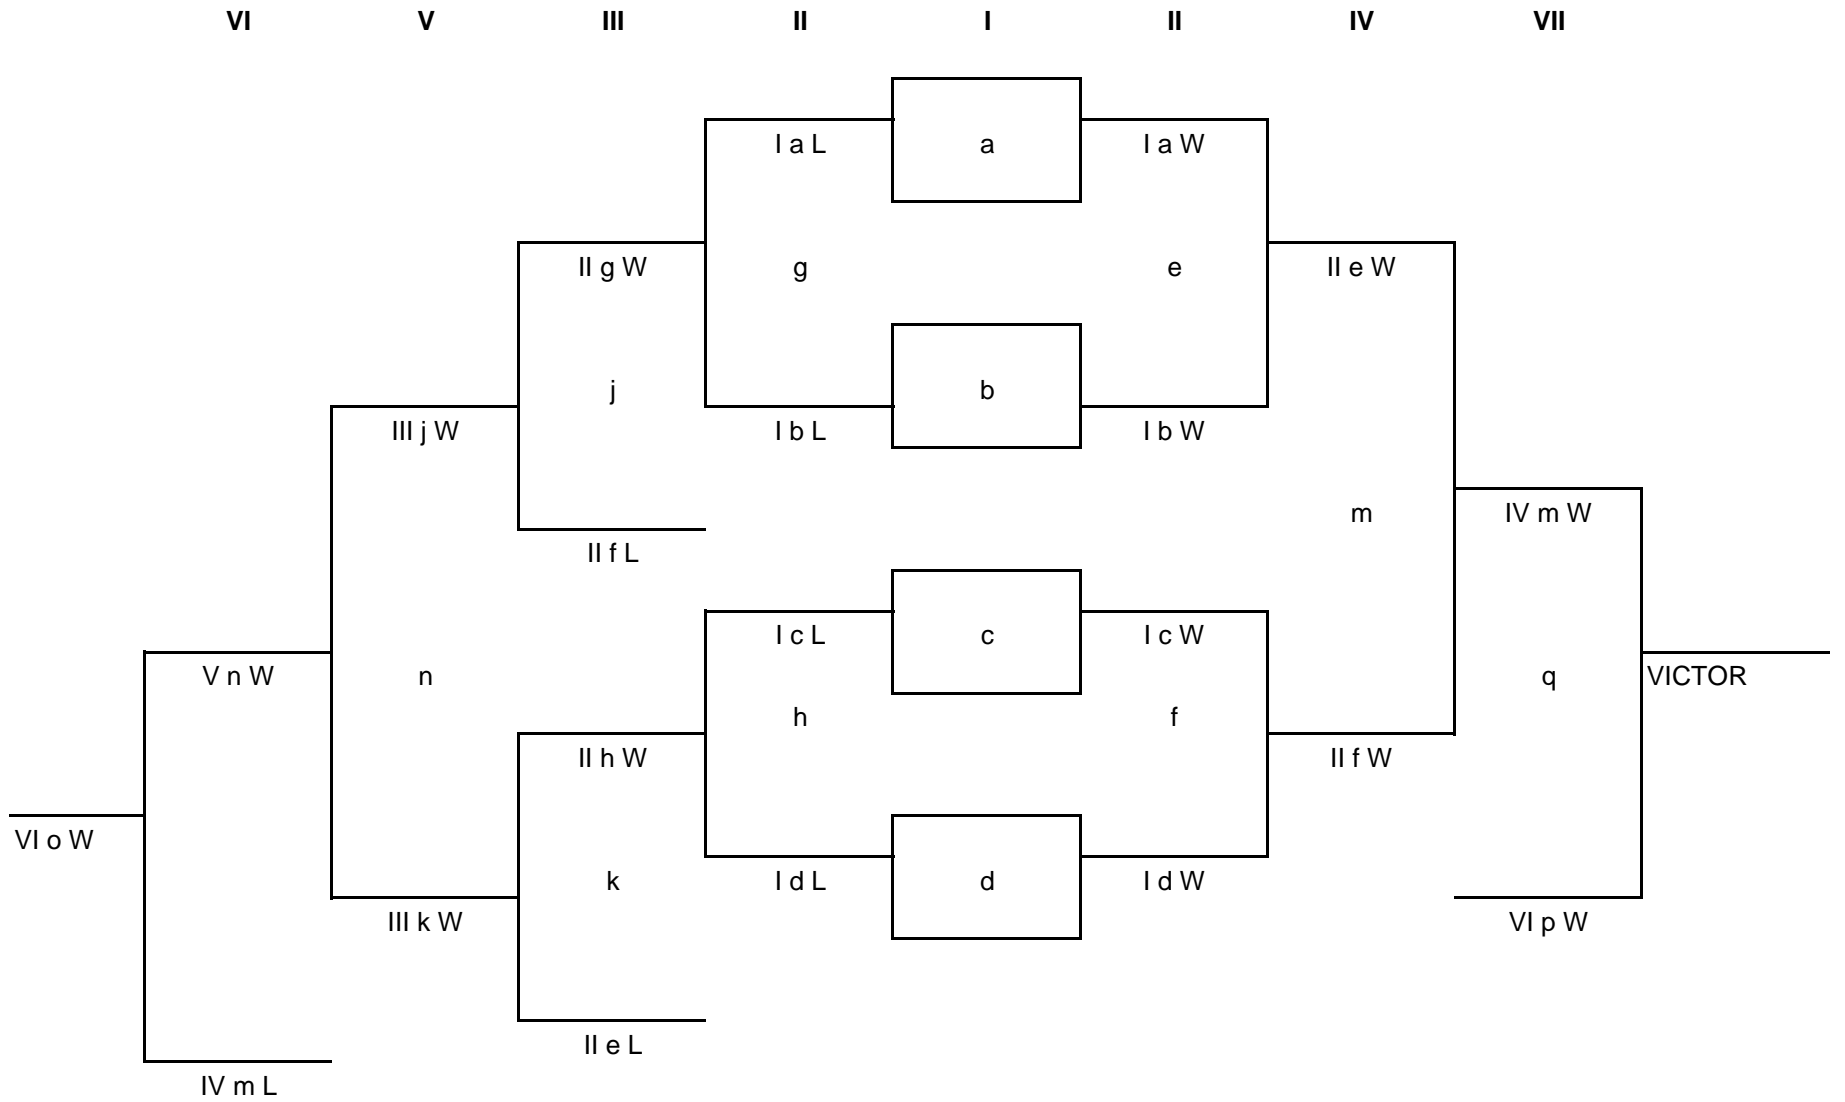 VI V III II I II IV VII
I a L a I a W
II g W g e II e W
j b
III j W I b L I b W
m IV m W
II f L
I c L c I c W
V n W n q VICTOR
h f
II h W II f W
VI o W
k I d L d I d W
III k W VI p W
II e L
IV m L